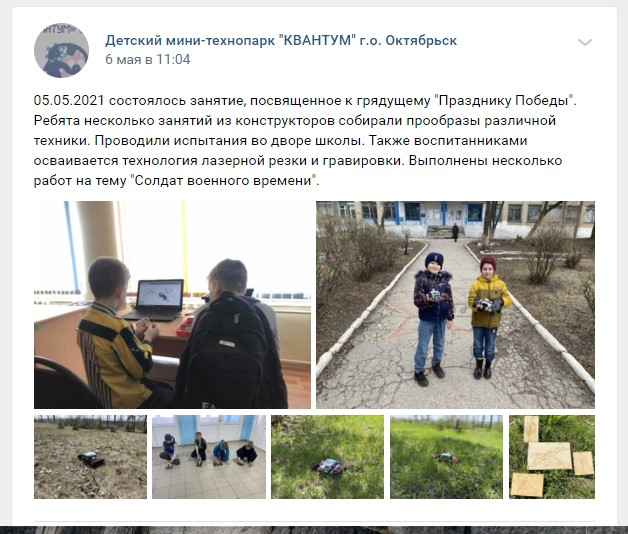 Детский мини-технопарк "КВАНТУМ" г.о. Октябрьск
6 мая в 11:04
05.05.2021 состоялось занятие, посвященное к грядущему "Празднику Победы".
Ребята несколько занятий из конструкторов собирали прообразы различной
техники. Проводили испытания во дворе школы. Также воспитанниками
осваивается технология лазерной резки и гравировки. Выполнены несколько
работ на тему "Солдат военного времени".